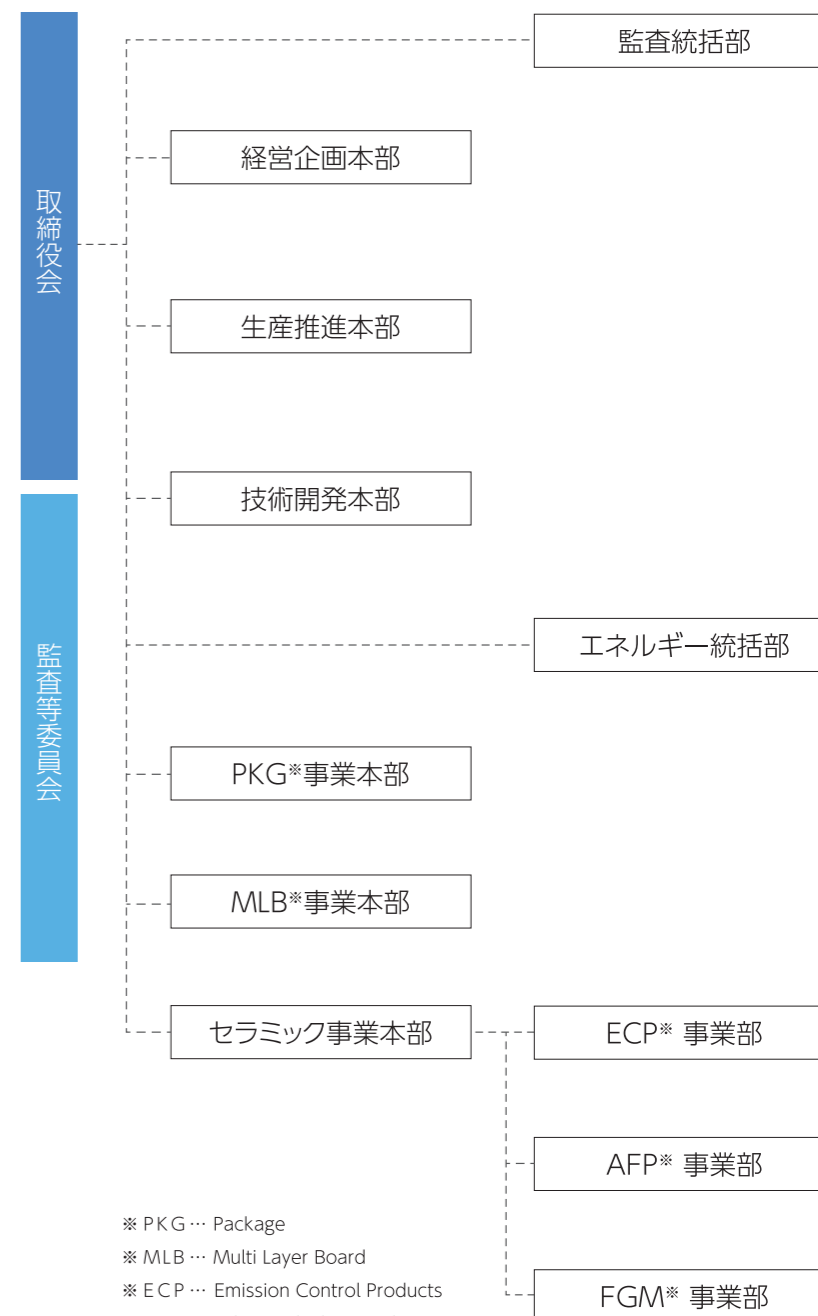 取締役会
監査等委員会
監査統括部
経営企画本部
生産推進本部
技術開発本部
エネルギー統括部
PKG※事業本部
MLB※事業本部
セラミック事業本部
ECP※ 事業部
AFP※ 事業部
FGM※ 事業部
※ PKG … Package
※ MLB … Multi Layer Board
※ ECP … Emission Control Products